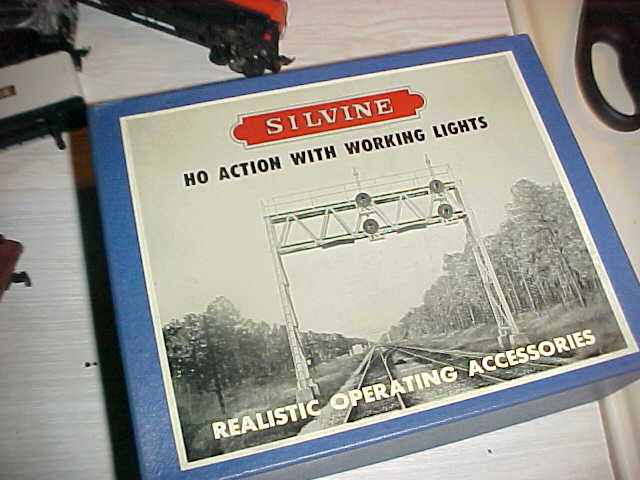 SILVINE
HO ACTION WITH WORKING LIGHTS
REALISTIC OPERATING ACCESSORIES